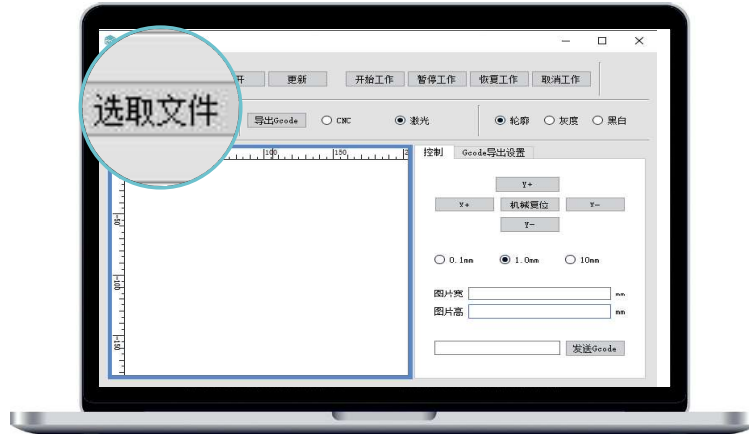 开 更新 开始工作 暂停工作 恢复工作 取消工作
选取文件 导出Gcode CNC 激光 轮廓 灰度 黑白
100 150 控制 Gcode导出设置
Y+
Y+ 机械复位 Y-
Y-
50
0.1mm 1.0mm 10mm
100
图片宽 mm
图片高 mm
150
发送Gcode